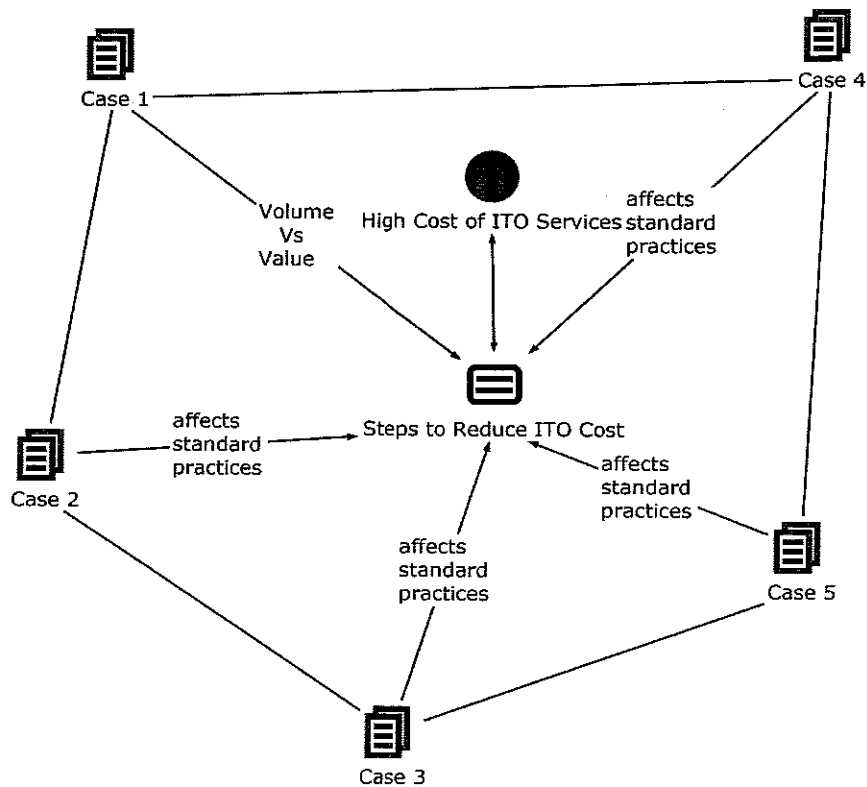 Case 1
Case 4
Volume
Vs
Value
High Cost of ITO Services
affects
standard
practices
affects
standard
practices
Steps to Reduce ITO Cost
affects
standard
practices
Case 2
affects
standard
practices
Case 5
Case 3